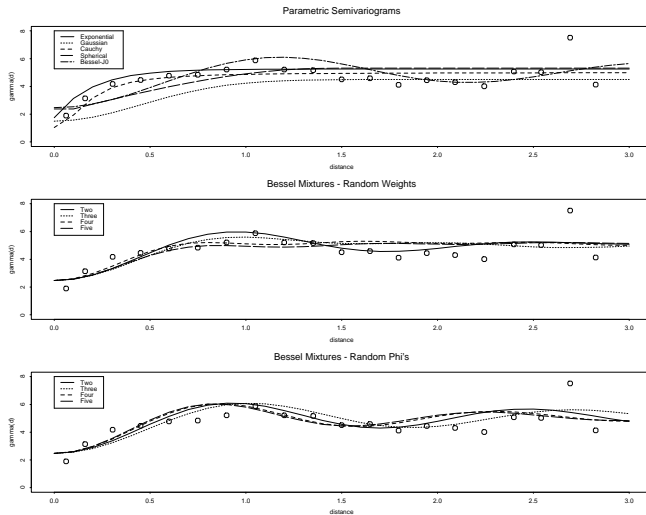 Parametric Semivariograms
Exponential
Gaussian
Cauchy
Spherical
Bessel-J0
gamma(d)
0 2 4 6 8
0.0 0.5 1.0 1.5 2.0 2.5 3.0
distance
Bessel Mixtures - Random Weights
Two
Three
Four
Five
gamma(d)
0 2 4 6 8
0.0 0.5 1.0 1.5 2.0 2.5 3.0
distance
Bessel Mixtures - Random Phi's
Two
Three
Four
Five
gamma(d)
0 2 4 6 8
0.0 0.5 1.0 1.5 2.0 2.5 3.0
distance